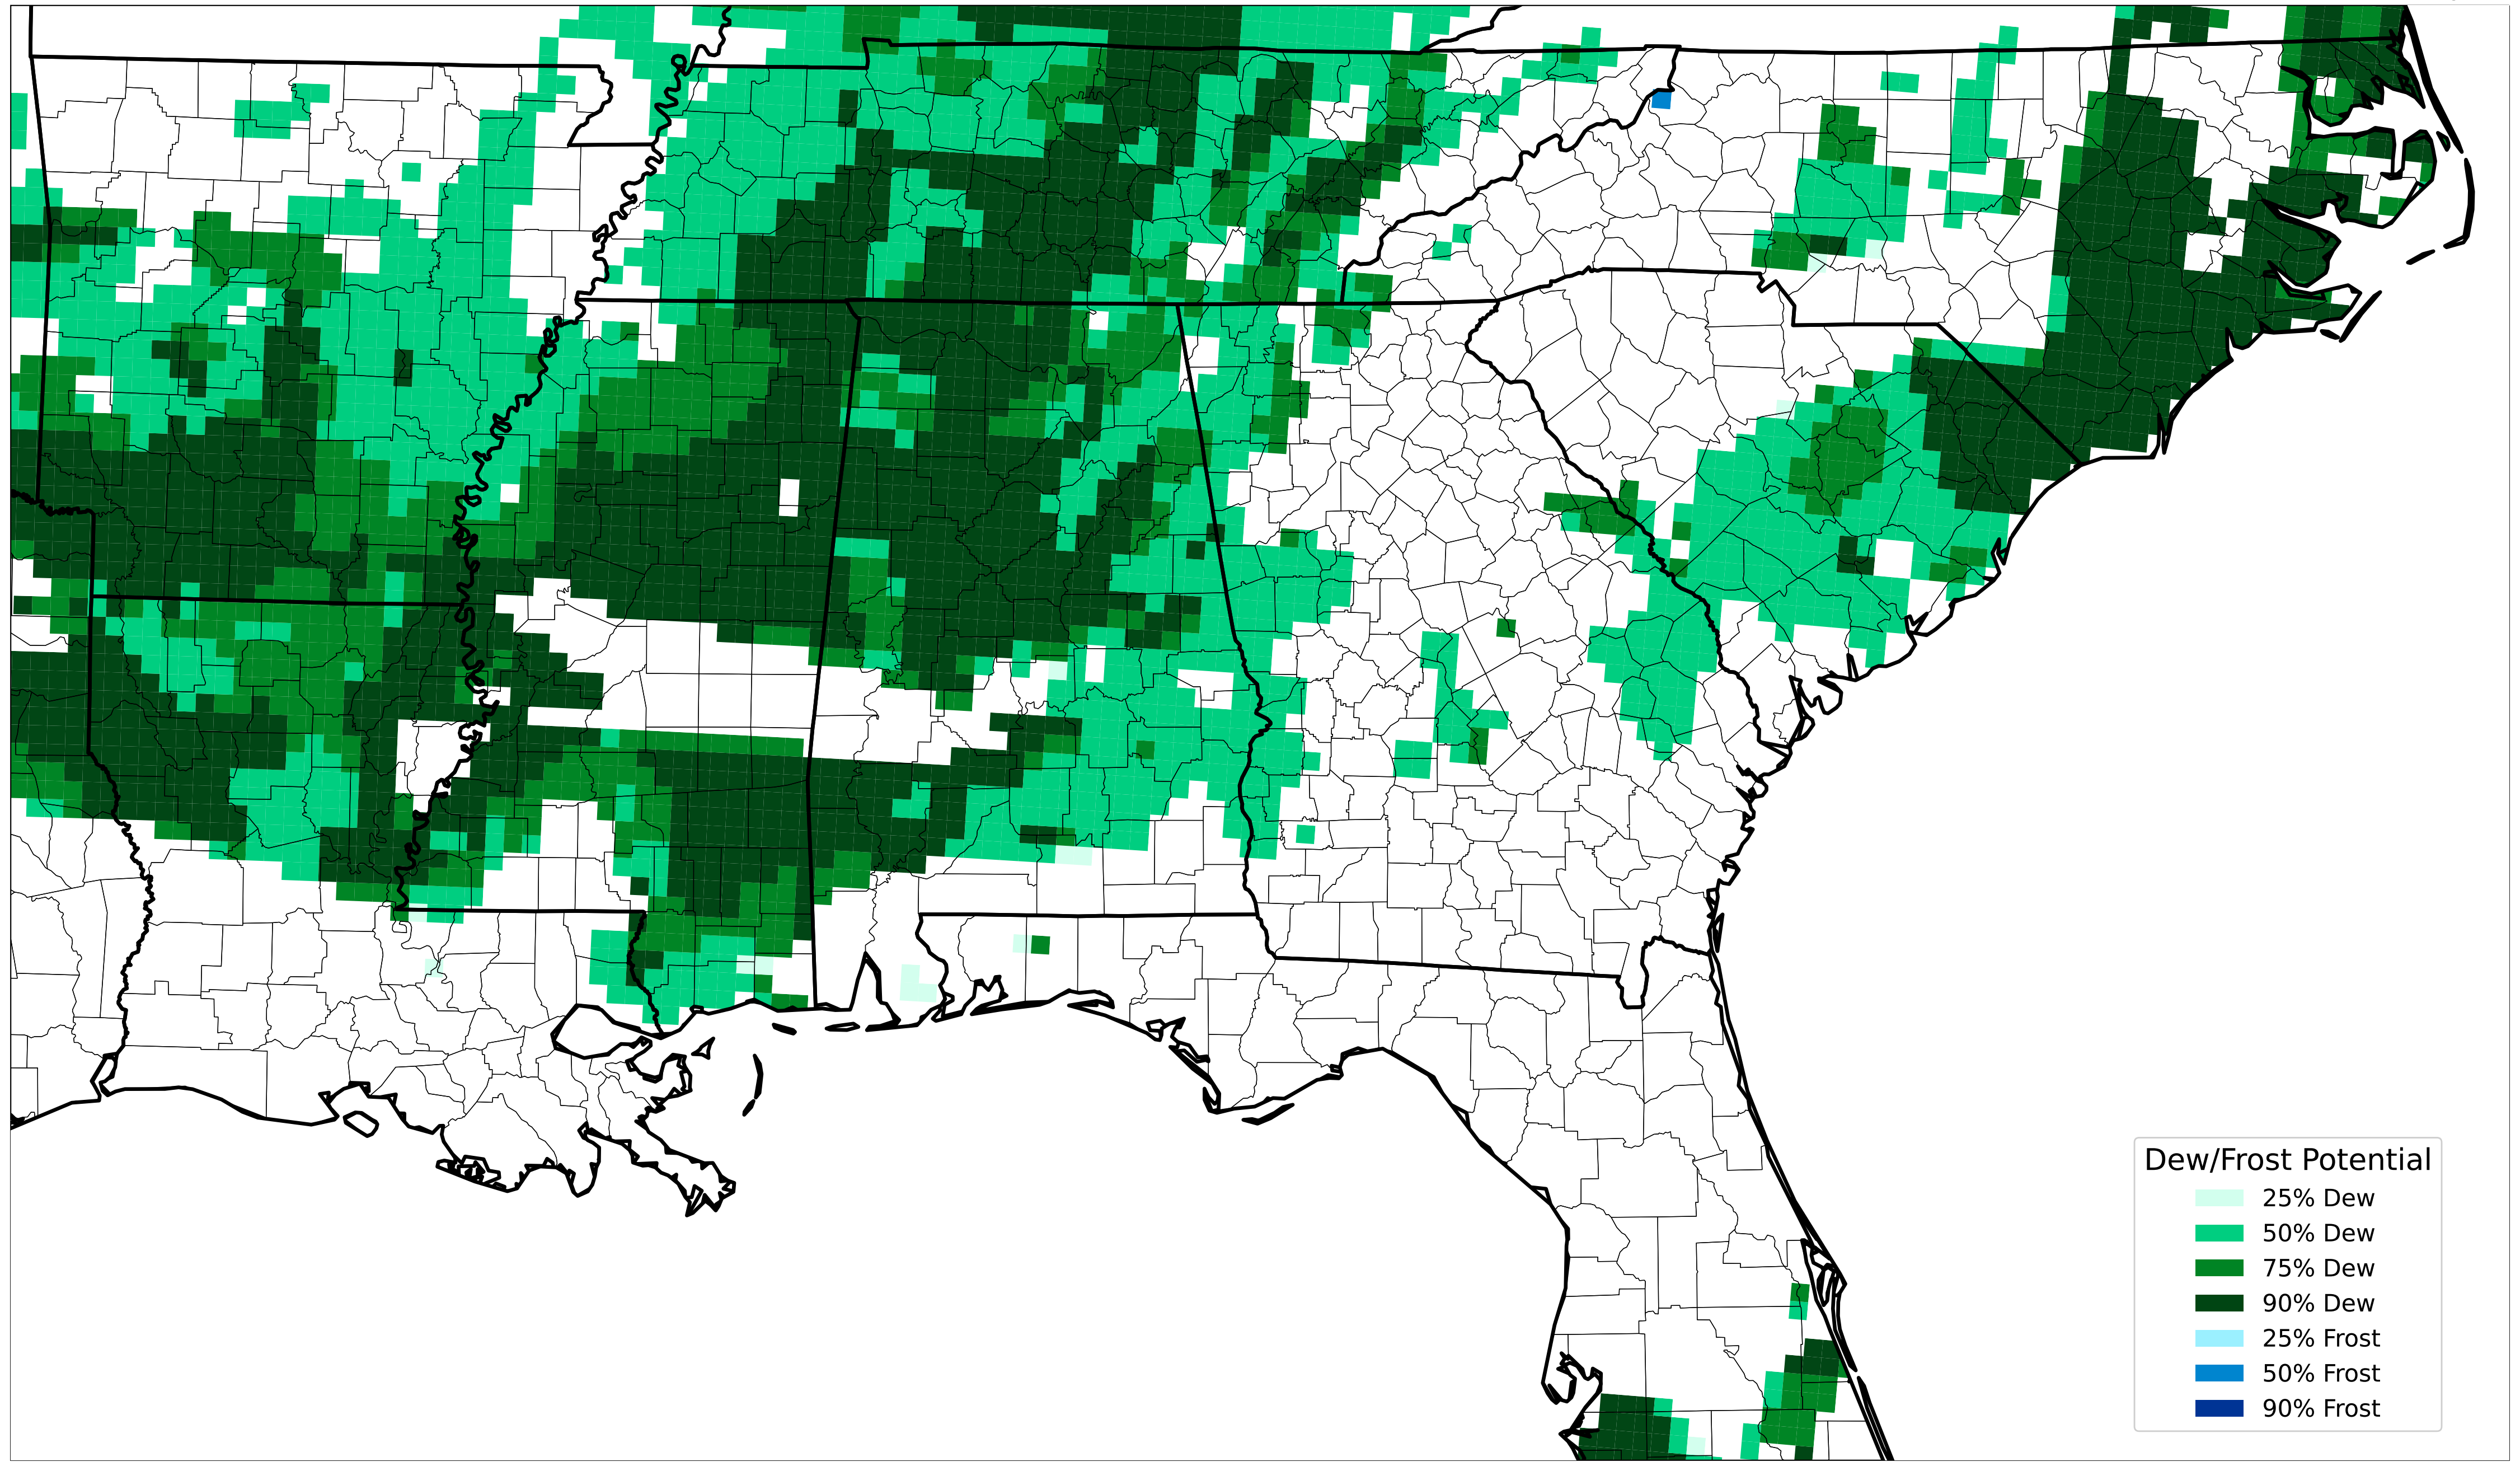 Dew/Frost Potential
25% Dew
50% Dew
75% Dew
90% Dew
25% Frost
50% Frost
90% Frost